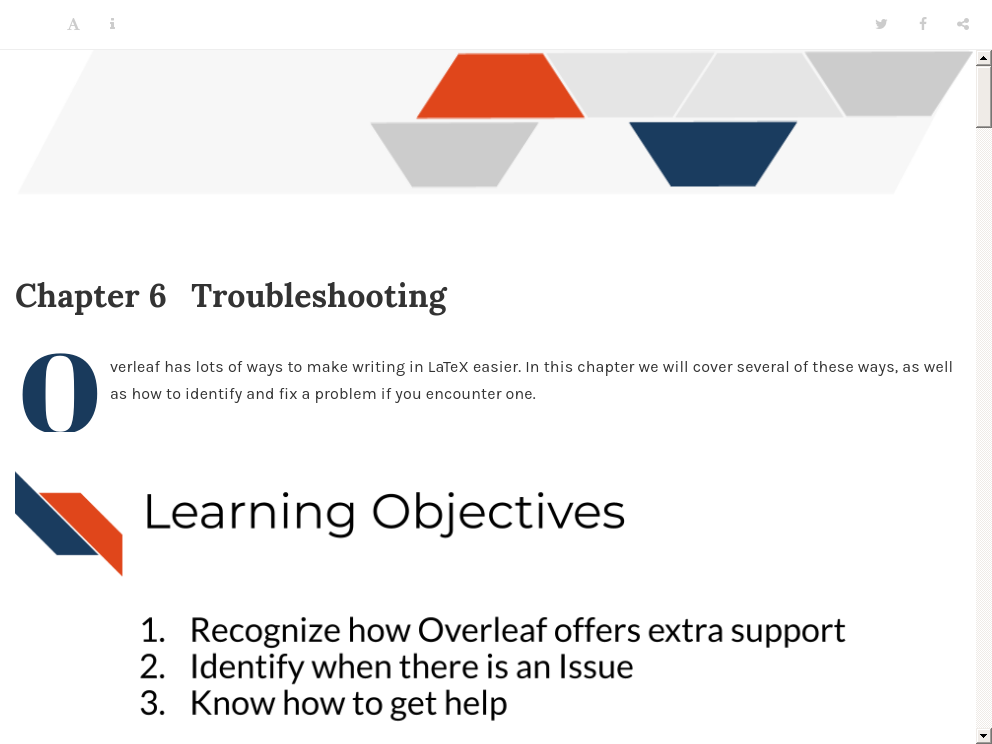 A i
Chapter 6 Troubleshooting
Overleaf has lots of ways to make writing in LaTeX easier. In this chapter we will cover several of these ways, as well
as how to identify and fix a problem if you encounter one.
Learning Objectives
1. Recognize how Overleaf offers extra support
2. Identify when there is an Issue
3. Know how to get help